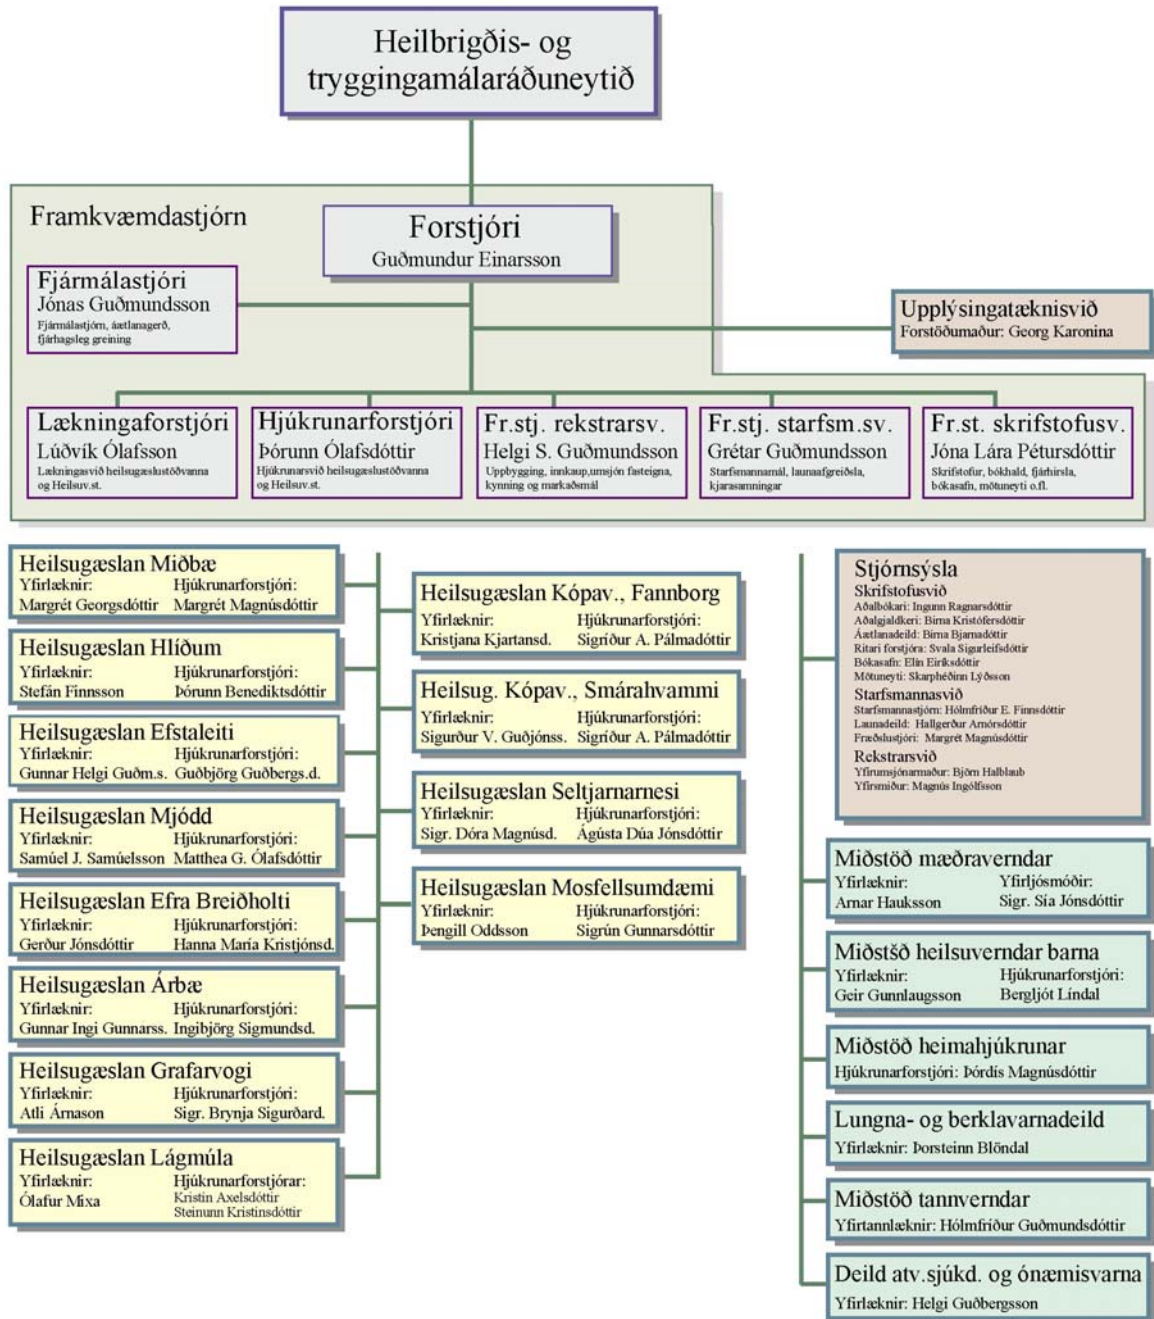 Heilbrigðis- og
tryggingamálaráðuneytið
Framkvæmdastjórn
Forstjóri
Guðmundur Einarsson
Fjármálastjóri
Jónas Guðmundsson
Fjármálastjórn, áætlanagerð,
fjárhagsleg greining
Upplýsingatæknisvið
Forstöðumaður: Georg Karonina
Lækningaforstjóri
Lúðvík Ólafsson
Lækningasvið heilsugæslustöðvanna
og Heilsuv.st.
Hjúkrunarforstjóri
Þórunn Ólafsdóttir
Hjúkrunarsvið heilsugæslustöðvanna
og Heilsuv.st.
Fr.stj. rekstrarsv.
Helgi S. Guðmundsson
Uppbygging, innkaup,umsjón fasteigna,
kynning og markaðsmál
Fr.stj. starfsm.sv.
Grétar Guðmundsson
Starfsmannamál, launaafgreiðsla,
kjarasamningar
Fr.st. skrifstofusv.
Jóna Lára Pétursdóttir
Skrifstofur, bókhald, fjárhirsla,
bókasafn, mötuneyti o.fl.
Heilsugæslan Miðbæ
Yfirlæknir: Hjúkrunarforstjóri:
Margrét Georgsdóttir Margrét Magnúsdóttir
Heilsugæslan Hlíðum
Yfirlæknir: Hjúkrunarforstjóri:
Stefán Finnsson Þórunn Benediktsdóttir
Heilsugæslan Efstaleiti
Yfirlæknir: Hjúkrunarforstjóri:
Gunnar Helgi Guðm.s. Guðbjörg Guðbergs.d.
Heilsugæslan Mjódd
Yfirlæknir: Hjúkrunarforstjóri:
Samúel J. Samúelsson Matthea G. Ólafsdóttir
Heilsugæslan Efra Breiðholti
Yfirlæknir: Hjúkrunarforstjóri:
Gerður Jónsdóttir Hanna María Kristjónsd.
Heilsugæslan Árbæ
Yfirlæknir: Hjúkrunarforstjóri:
Gunnar Ingi Gunnarss. Ingibjörg Sigmundsd.
Heilsugæslan Grafarvogi
Yfirlæknir: Hjúkrunarforstjóri:
Atli Árnason Sigr. Brynja Sigurðard.
Heilsugæslan Lágmúla
Yfirlæknir: Hjúkrunarforstjórar:
Ólafur Mixa Kristín Axelsdóttir
Steinunn Kristinsdóttir
Heilsugæslan Kópav., Fannborg
Yfirlæknir: Hjúkrunarforstjóri:
Kristjana Kjartansd. Sigríður A. Pálmadóttir
Heilsug. Kópav., Smárahvammi
Yfirlæknir: Hjúkrunarforstjóri:
Sigurður V. Guðjónss. Sigríður A. Pálmadóttir
Heilsugæslan Seltjarnarnesi
Yfirlæknir: Hjúkrunarforstjóri:
Sigr. Dóra Magnúsd. Ágústa Dúa Jónsdóttir
Heilsugæslan Mosfellsumdæmi
Yfirlæknir: Hjúkrunarforstjóri:
Þengill Oddsson Sigrún Gunnarsdóttir
Stjórnsýsla
Skrifstofusvið
Aðalbókari: Ingunn Ragnarsdóttir
Aðalgjaldkeri: Birna Kristófersdóttir
Áætlanadeild: Birna Bjarnadóttir
Ritari forstjóra: Svala Sigurleifsdóttir
Bókasafn: Elín Eiríksdóttir
Mötuneyti: Skarphéðinn Lýðsson
Starfsmannasvið
Starfsmannastjórn: Hólmfríður E. Finnsdóttir
Launadeild: Hallgerður Arnórsdóttir
Fræðslustjóri: Margrét Magnúsdóttir
Rekstrarsvið
Yfirumsjónarmaður: Björn Halblaub
Yfirsmiður: Magnús Ingólfsson
Miðstöð mæðraverndar
Yfirlæknir: Yfirljósmóðir:
Arnar Hauksson Sigr. Sía Jónsdóttir
Miðstšð heilsuverndar barna
Yfirlæknir: Hjúkrunarforstjóri:
Geir Gunnlaugsson Bergljót Líndal
Miðstöð heimahjúkrunar
Hjúkrunarforstjóri: Þórdís Magnúsdóttir
Lungna- og berklavarnadeild
Yfirlæknir: Þorsteinn Blöndal
Miðstöð tannverndar
Yfirtannlæknir: Hólmfríður Guðmundsdóttir
Deild atv.sjúkd. og ónæmisvarna
Yfirlæknir: Helgi Guðbergsson